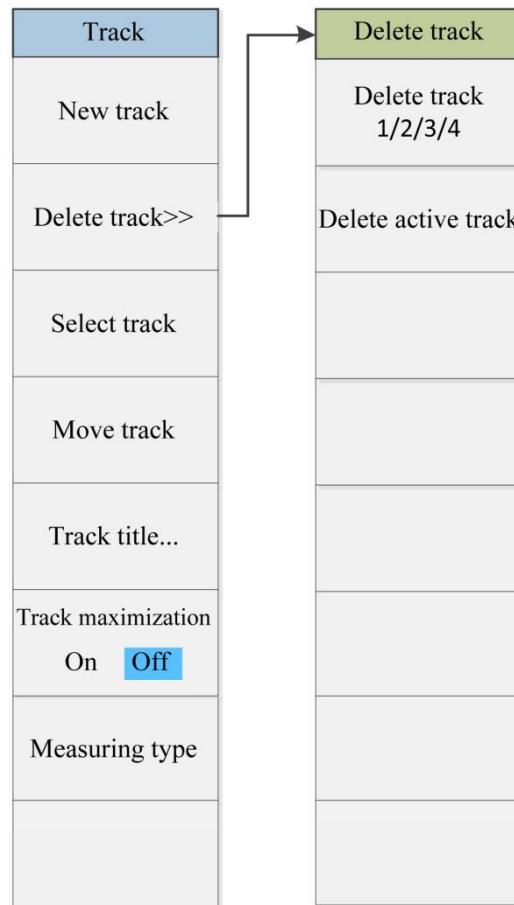 Track
New track
Delete track>>
Select track
Move track
Track title...
Track maximization
On Off
Measuring type
Delete track
Delete track
1/2/3/4
Delete active track